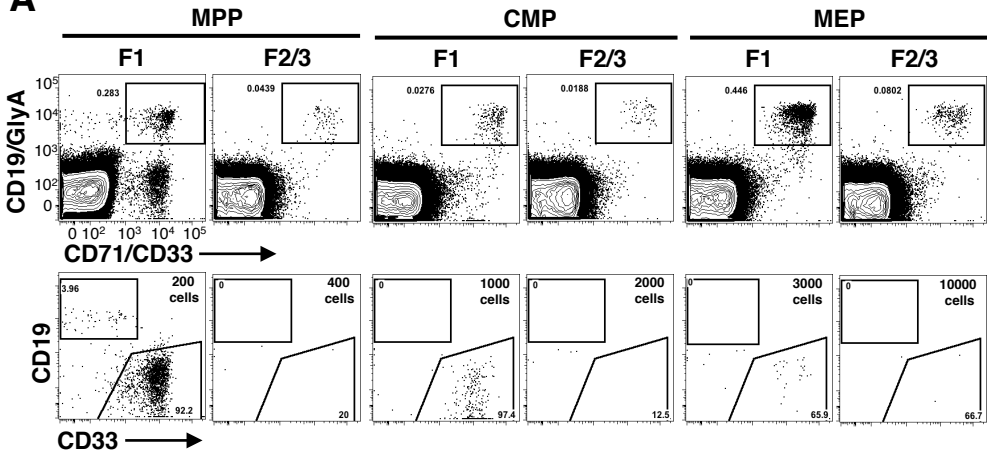 A
MPP CMP MEP
F1 F2/3 F1 F2/3 F1 F2/3
CD19/GlyA
10⁵
10⁴
10³
10²
0
0.283 0.0439 0.0276 0.0188 0.446 0.0802
0 10² 10³ 10⁴ 10⁵
CD71/CD33
CD19
3.96 200 cells 0 400 cells 0 1000 cells 0 2000 cells 0 3000 cells 0 10000 cells
92.2 20 97.4 12.5 65.9 66.7
CD33